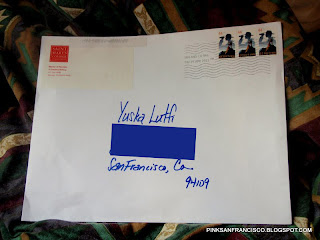 Yuska Lutfi
San Francisco, Ca
94109
PINKSANFRANCISCO.BLOGSPOT.COM